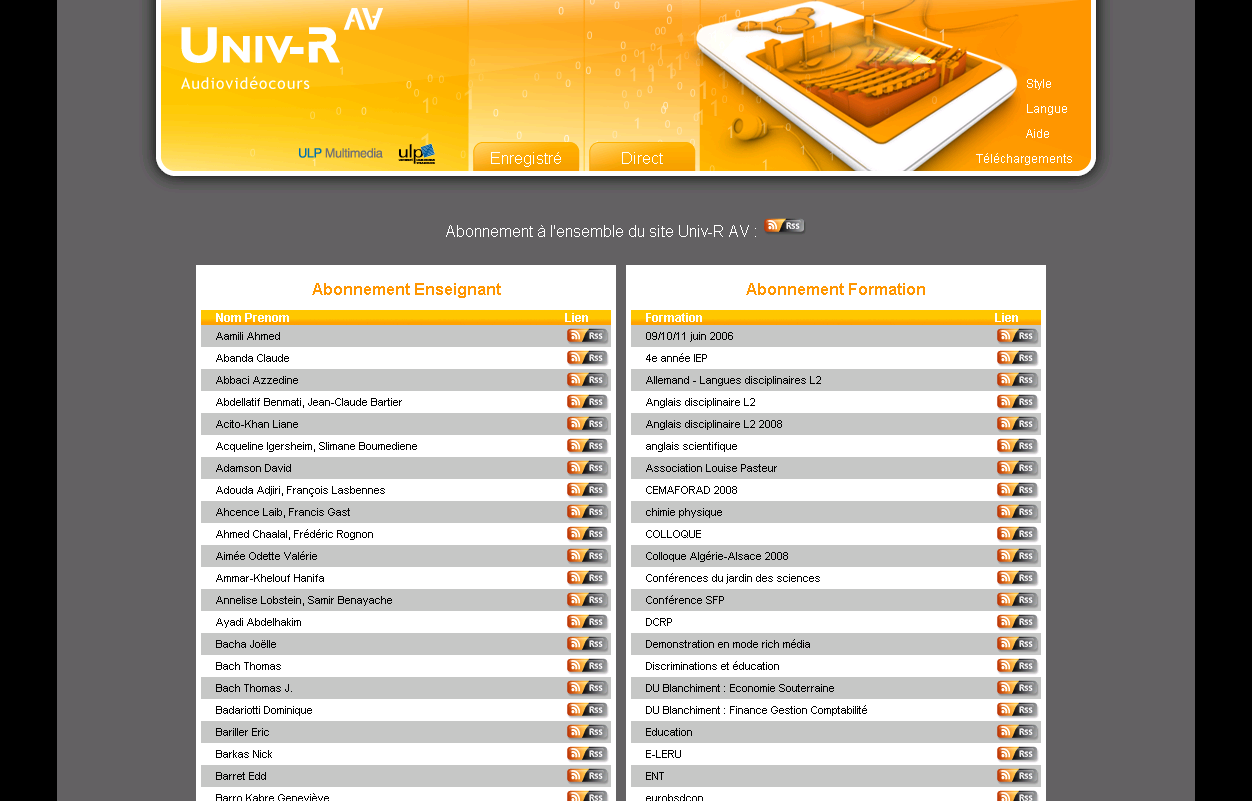 UNIV-R AV
Audiovidéocours
ULP Multimedia
ulp
Enregistré
Direct
Style
Langue
Aide
Téléchargements
Abonnement à l'ensemble du site Univ-R AV : Rss
Abonnement Enseignant
Nom Prenom Lien
Aamili Ahmed Rss
Abanda Claude Rss
Abbaci Azzedine Rss
Abdellatif Benmati, Jean-Claude Bartier Rss
Acito-Khan Liane Rss
Acqueline Igersheim, Slimane Boumediene Rss
Adamson David Rss
Adouda Adjiri, François Lasbennes Rss
Ahcence Laib, Francis Gast Rss
Ahmed Chaalal, Frédéric Rognon Rss
Aimée Odette Valérie Rss
Ammar-Khelouf Hanifa Rss
Annelise Lobstein, Samir Benayache Rss
Ayadi Abdelhakim Rss
Bacha Joëlle Rss
Bach Thomas Rss
Bach Thomas J. Rss
Badariotti Dominique Rss
Bariller Eric Rss
Barkas Nick Rss
Barret Edd Rss
Barro Kabre Geneviève Rss
Abonnement Formation
Formation Lien
09/10/11 juin 2006 Rss
4e année IEP Rss
Allemand - Langues disciplinaires L2 Rss
Anglais disciplinaire L2 Rss
Anglais disciplinaire L2 2008 Rss
anglais scientifique Rss
Association Louise Pasteur Rss
CEMAFORAD 2008 Rss
chimie physique Rss
COLLOQUE Rss
Colloque Algérie-Alsace 2008 Rss
Conférences du jardin des sciences Rss
Conférence SFP Rss
DCRP Rss
Demonstration en mode rich média Rss
Discriminations et éducation Rss
DU Blanchiment : Economie Souterraine Rss
DU Blanchiment : Finance Gestion Comptabilité Rss
Education Rss
E-LERU Rss
ENT Rss
eurobsdcon Rss